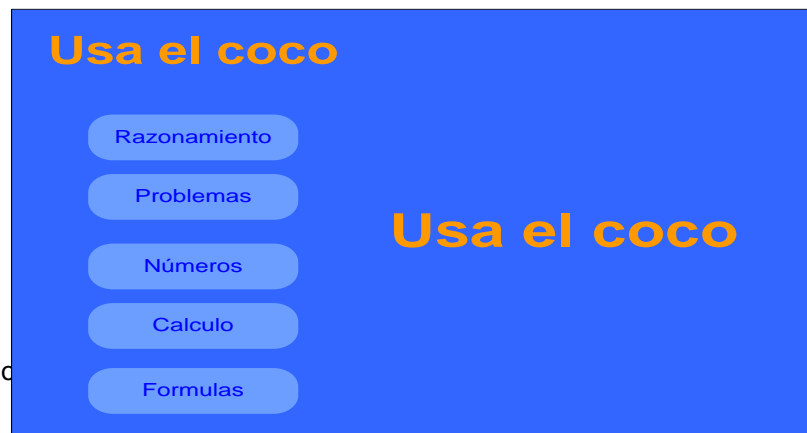 Usa el coco
Razonamiento
Problemas
Usa el coco
Números
Calculo
Formulas